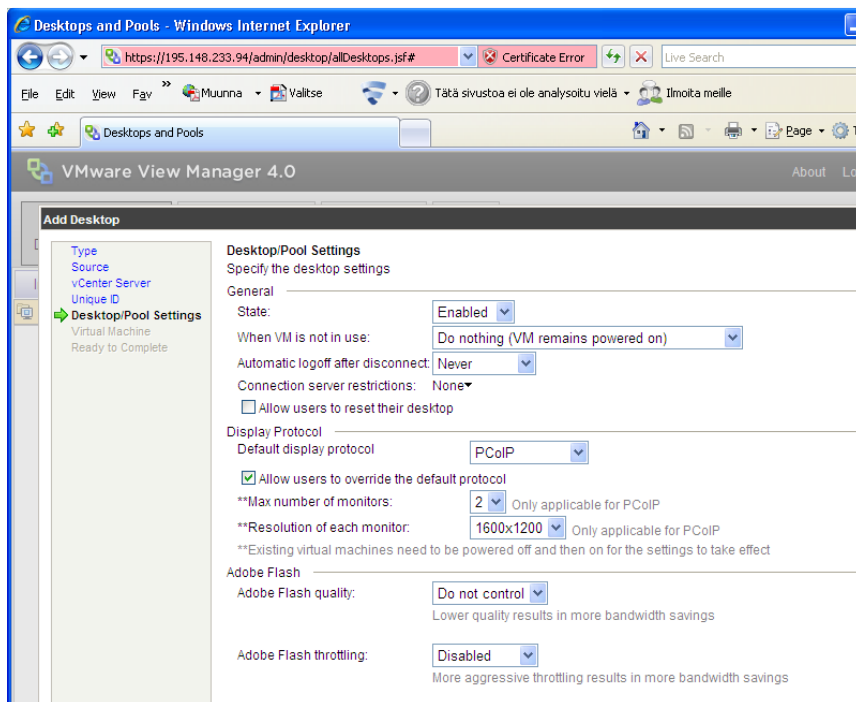 Desktops and Pools - Windows Internet Explorer
https://195.148.233.94/admin/desktop/allDesktops.jsf# Certificate Error Live Search
File Edit View Fav » Muunna Valitse Tätä sivustoa ei ole analysoitu vielä Ilmoita meille
Desktops and Pools Page
VMware View Manager 4.0 About
Add Desktop
Type
Source
vCenter Server
Unique ID
Desktop/Pool Settings
Virtual Machine
Ready to Complete
Desktop/Pool Settings
Specify the desktop settings
General
State: Enabled
When VM is not in use: Do nothing (VM remains powered on)
Automatic logoff after disconnect: Never
Connection server restrictions: None
Allow users to reset their desktop
Display Protocol
Default display protocol PCoIP
Allow users to override the default protocol
**Max number of monitors: 2 Only applicable for PCoIP
**Resolution of each monitor: 1600x1200 Only applicable for PCoIP
**Existing virtual machines need to be powered off and then on for the settings to take effect
Adobe Flash
Adobe Flash quality: Do not control
Lower quality results in more bandwidth savings
Adobe Flash throttling: Disabled
More aggressive throttling results in more bandwidth savings